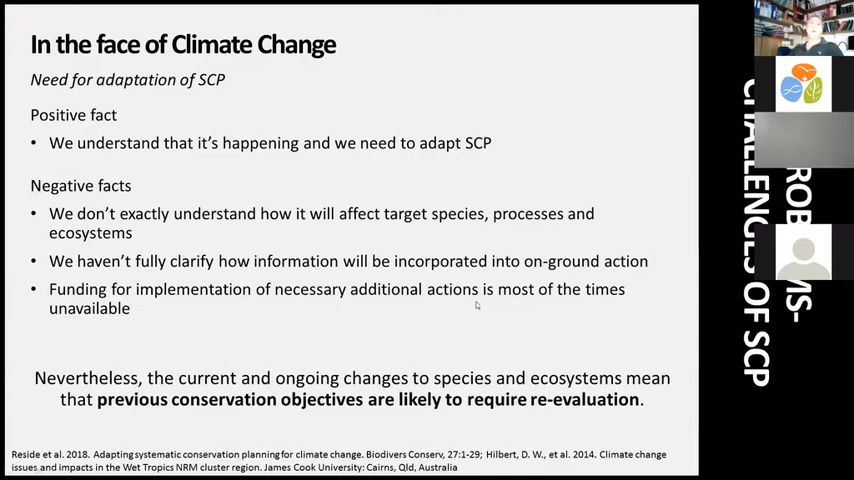 In the face of Climate Change
Need for adaptation of SCP
Positive fact
• We understand that it's happening and we need to adapt SCP
Negative facts
• We don't exactly understand how it will affect target species, processes and
ecosystems
• We haven't fully clarify how information will be incorporated into on-ground action
• Funding for implementation of necessary additional actions is most of the times
unavailable
Nevertheless, the current and ongoing changes to species and ecosystems mean
that previous conservation objectives are likely to require re-evaluation.
Reside et al. 2018. Adapting systematic conservation planning for climate change. Biodivers Conserv, 27:1-29; Hilbert, D. W., et al. 2014. Climate change
issues and impacts in the Wet Tropics NRM cluster region. James Cook University: Cairns, Qld, Australia
OF SCP